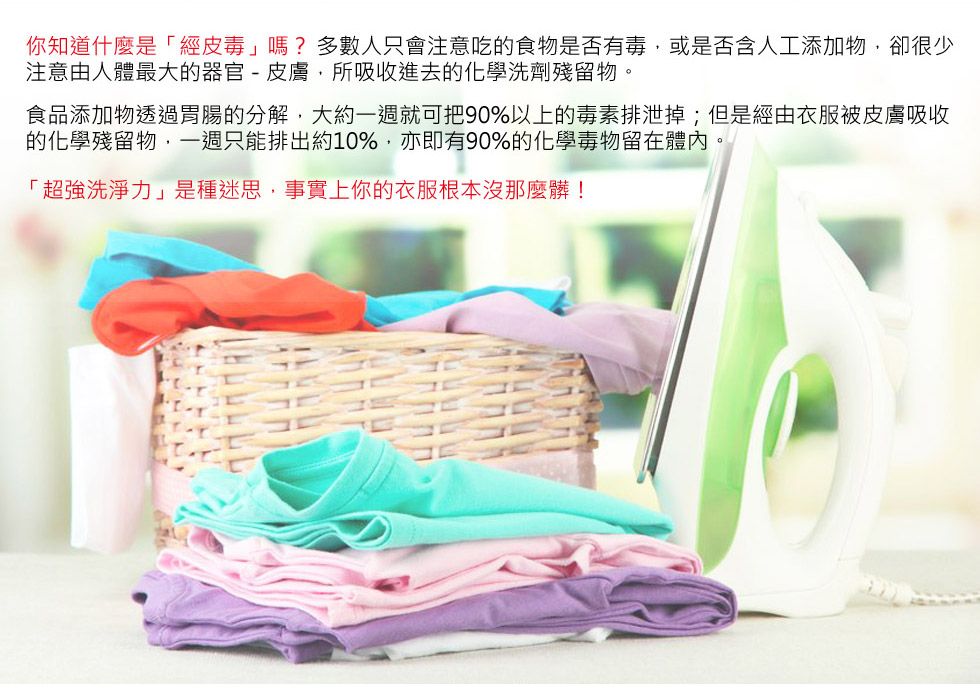 你知道什麼是「經皮毒」嗎？多數人只會注意吃的食物是否有毒，或是否含人工添加物，卻很少
注意由人體最大的器官 - 皮膚，所吸收進去的化學洗劑殘留物。
食品添加物透過胃腸的分解，大約一週就可把90%以上的毒素排泄掉；但是經由衣服被皮膚吸收
的化學殘留物，一週只能排出約10%，亦即有90%的化學毒物留在體內。
「超強洗淨力」是種迷思，事實上你的衣服根本沒那麼髒！